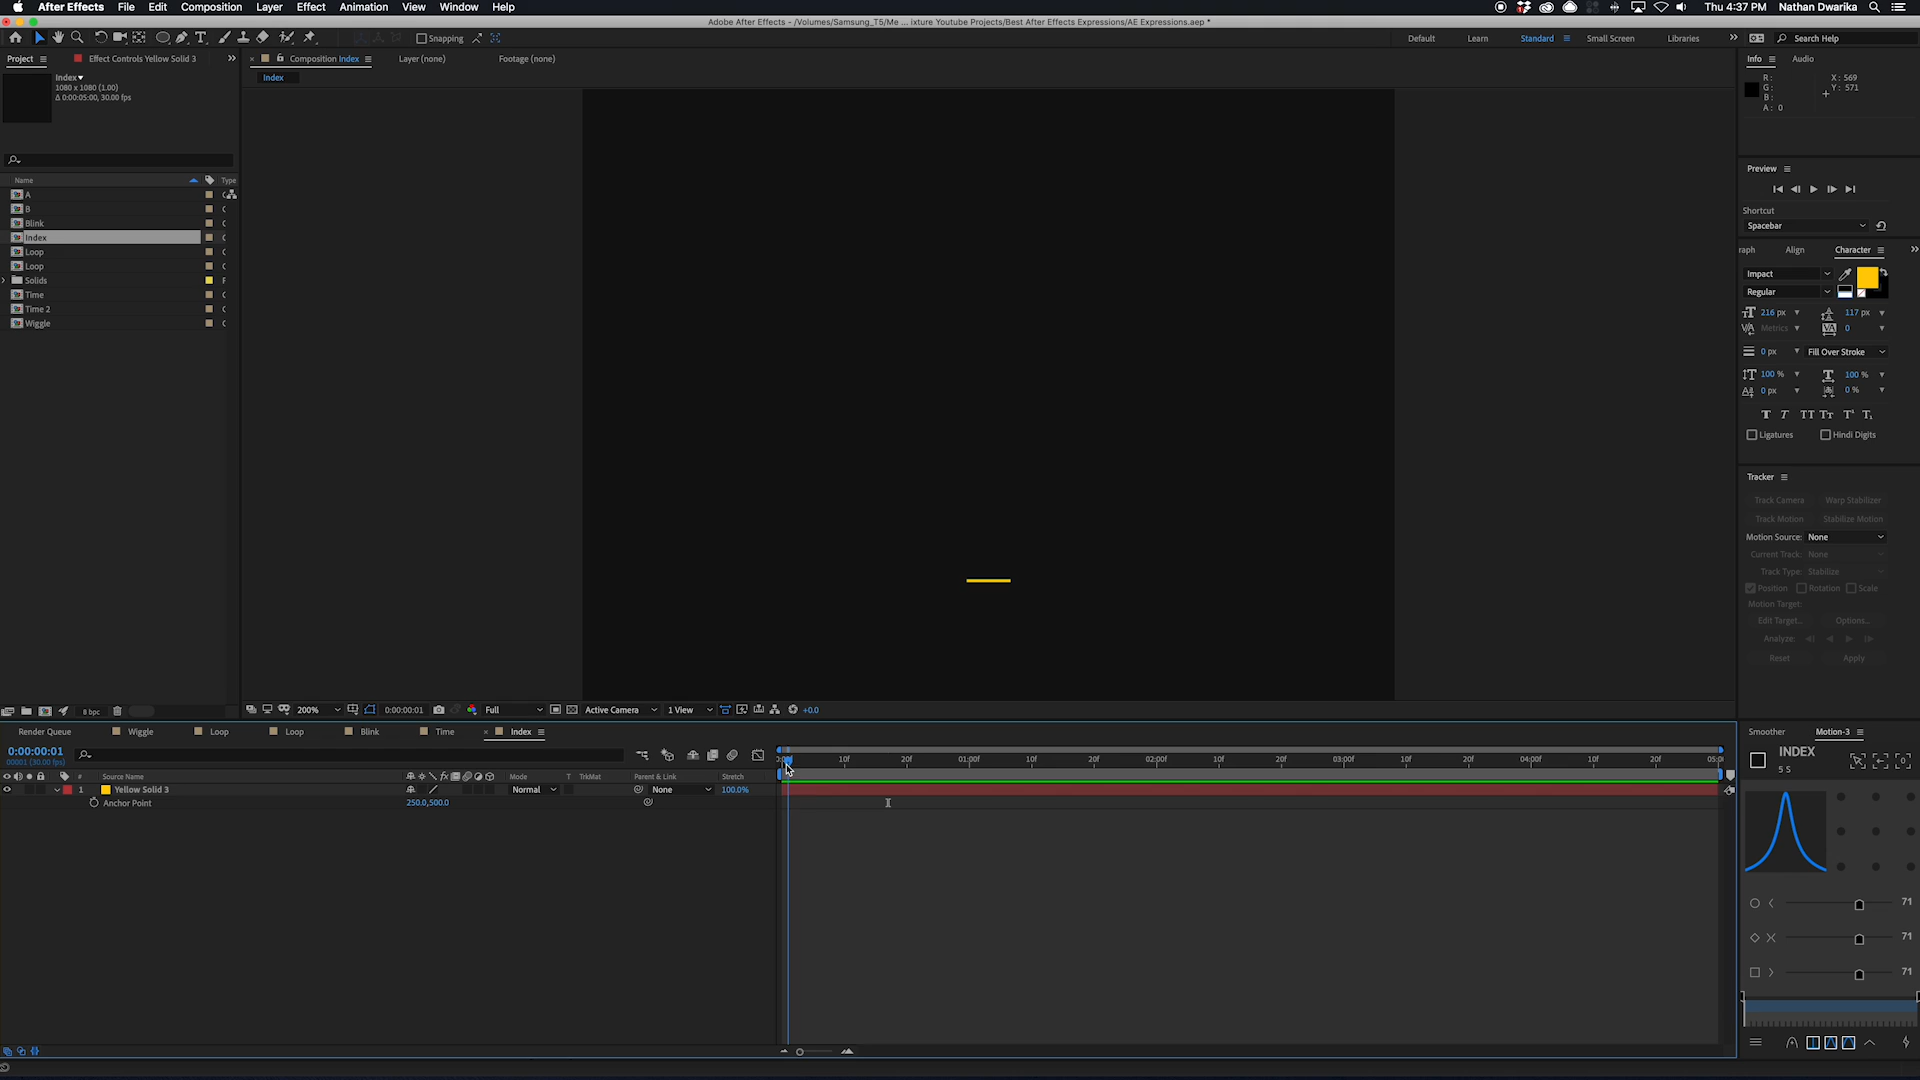 After Effects File Edit Composition Layer Effect Animation View Window Help Thu 4:37 PM Nathan Dwarika
Adobe After Effects - /Volumes/Samsung_T5/Me ... ixture Youtube Projects/Best After Effects Expressions/AE Expressions.aep *
Snapping Default Learn Standard Small Screen Libraries Search Help
Project Effect Controls Yellow Solid 3 Composition Index Layer (none) Footage (none) Info Audio
Index
Index
1080 x 1080 (1.00)
Δ 0:00:05:00, 30.00 fps
R :
G :
B :
A : 0
X : 569
Y : 571
Preview
Shortcut
Spacebar
Name Type
A
B
Blink
Index
Loop
Loop
Solids
Time
Time 2
Wiggle
raph Align Character
Impact
Regular
216 px 117 px
Metrics 0
0 px Fill Over Stroke
100 % 100 %
0 px 0 %
T T TT Tt T¹ T₁
Ligatures Hindi Digits
Tracker
Track Camera Warp Stabilizer
Track Motion Stabilize Motion
Motion Source: None
Current Track: None
Track Type: Stabilize
Position Rotation Scale
Motion Target:
Edit Target... Options...
Analyze:
Reset Apply
8 bpc 200% 0:00:00:01 Full Active Camera 1 View +0.0
Render Queue Wiggle Loop Loop Blink Time Index
0:00:00:01
00001 (30.00 fps)
10f 20f 01:00f 10f 20f 02:00f 10f 20f 03:00f 10f 20f 04:00f 10f 20f
# Source Name Mode T TrkMat Parent & Link Stretch
1 Yellow Solid 3 Normal None 100.0%
Anchor Point 250.0,500.0
Smoother Motion-3
INDEX
5 S
71
71
71